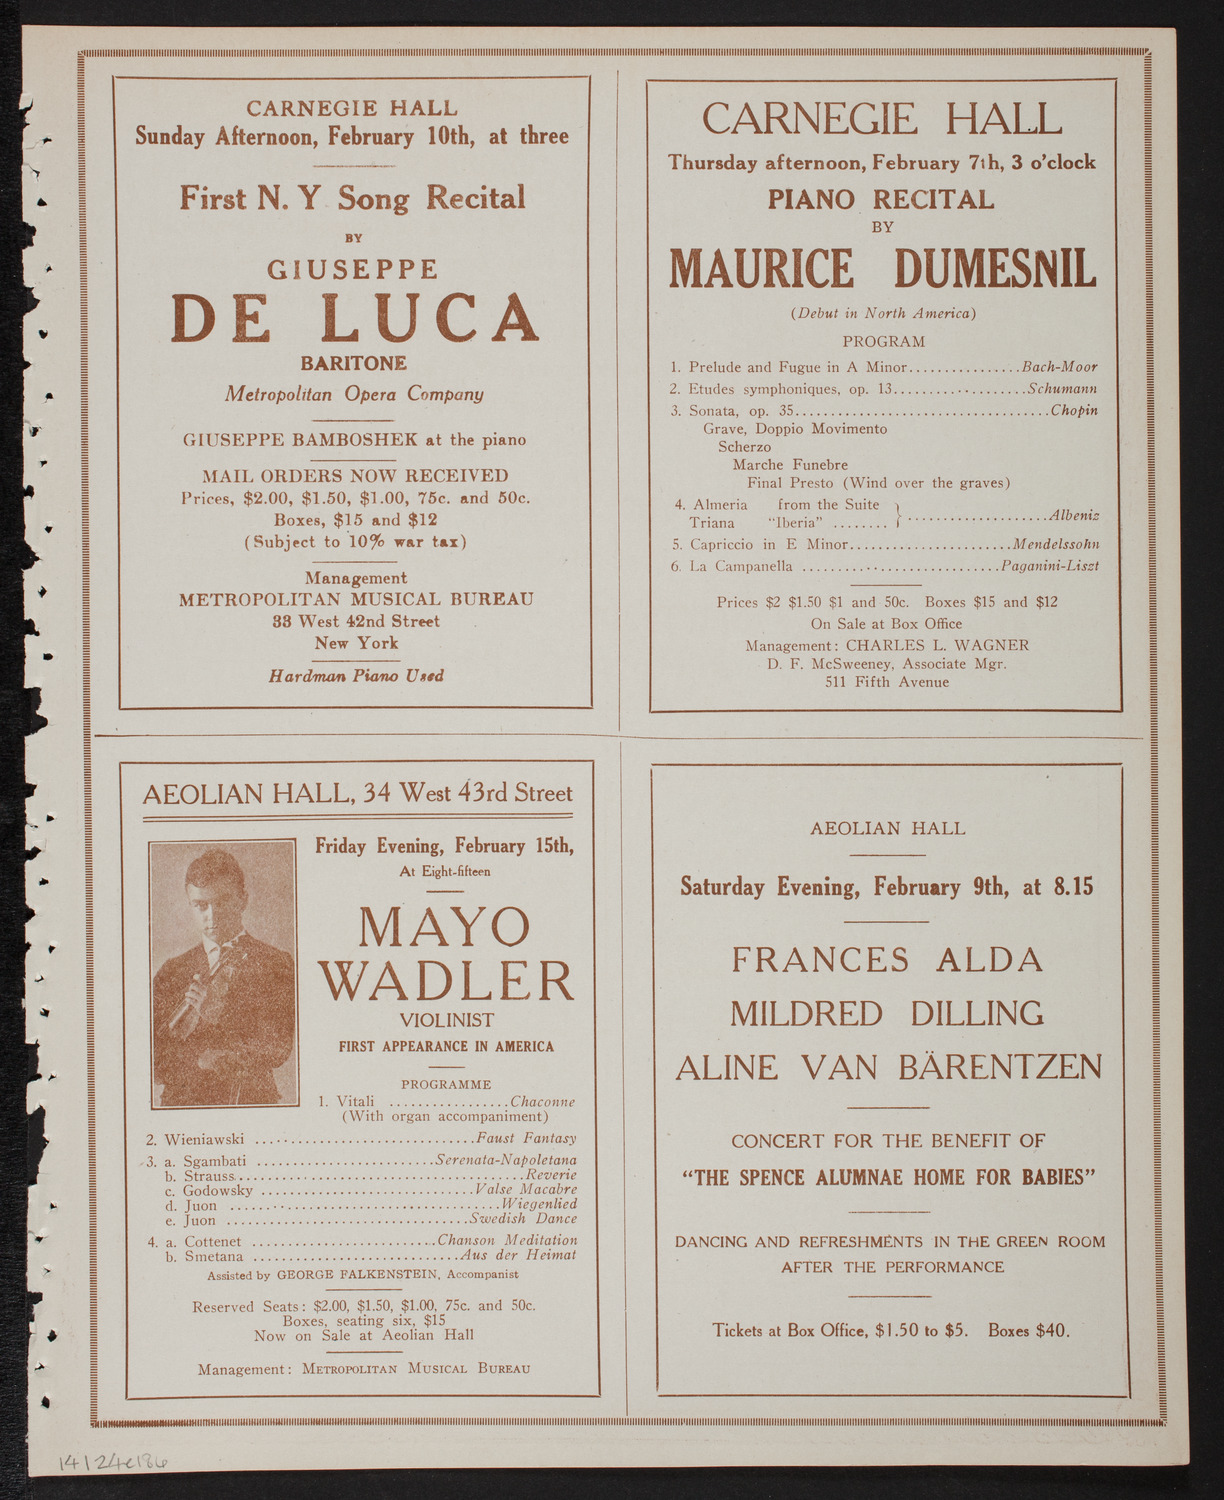 CARNEGIE HALL
Sunday Afternoon, February 10th, at three
First N. Y Song Recital
BY
GIUSEPPE
DE LUCA
BARITONE
Metropolitan Opera Company
GIUSEPPE BAMBOSHEK at the piano
MAIL ORDERS NOW RECEIVED
Prices, $2.00, $1.50, $1.00, 75c. and 50c.
Boxes, $15 and $12
(Subject to 10% war tax)
Management
METROPOLITAN MUSICAL BUREAU
33 West 42nd Street
New York
Hardman Piano Used
CARNEGIE HALL
Thursday afternoon, February 7th, 3 o'clock
PIANO RECITAL
BY
MAURICE DUMESNIL
(Debut in North America)
PROGRAM
1. Prelude and Fugue in A Minor................Bach-Moor
2. Etudes symphoniques, op. 13...................Schumann
3. Sonata, op. 35....................................Chopin
Grave, Doppio Movimento
Scherzo
Marche Funebre
Final Presto (Wind over the graves)
4. Almeria from the Suite
Triana "Iberia" ........ } ....................Albeniz
5. Capriccio in E Minor.......................Mendelssohn
6. La Campanella ............................Paganini-Liszt
Prices $2 $1.50 $1 and 50c. Boxes $15 and $12
On Sale at Box Office
Management: CHARLES L. WAGNER
D. F. McSweeney, Associate Mgr.
511 Fifth Avenue
AEOLIAN HALL, 34 West 43rd Street
Friday Evening, February 15th,
At Eight-fifteen
MAYO
WADLER
VIOLINIST
FIRST APPEARANCE IN AMERICA
PROGRAMME
1. Vitali .................Chaconne
(With organ accompaniment)
2. Wieniawski ...............................Faust Fantasy
3. a. Sgambati .........................Serenata-Napoletana
b. Strauss.........................................Reverie
c. Godowsky ..............................Valse Macabre
d. Juon ......................................Wiegenlied
e. Juon ..................................Swedish Dance
4. a. Cottenet ..........................Chanson Meditation
b. Smetana .............................Aus der Heimat
Assisted by GEORGE FALKENSTEIN, Accompanist
Reserved Seats: $2.00, $1.50, $1.00, 75c. and 50c.
Boxes, seating six, $15
Now on Sale at Aeolian Hall
Management: METROPOLITAN MUSICAL BUREAU
AEOLIAN HALL
Saturday Evening, February 9th, at 8.15
FRANCES ALDA
MILDRED DILLING
ALINE VAN BÄRENTZEN
CONCERT FOR THE BENEFIT OF
"THE SPENCE ALUMNAE HOME FOR BABIES"
DANCING AND REFRESHMENTS IN THE GREEN ROOM
AFTER THE PERFORMANCE
Tickets at Box Office, $1.50 to $5. Boxes $40.